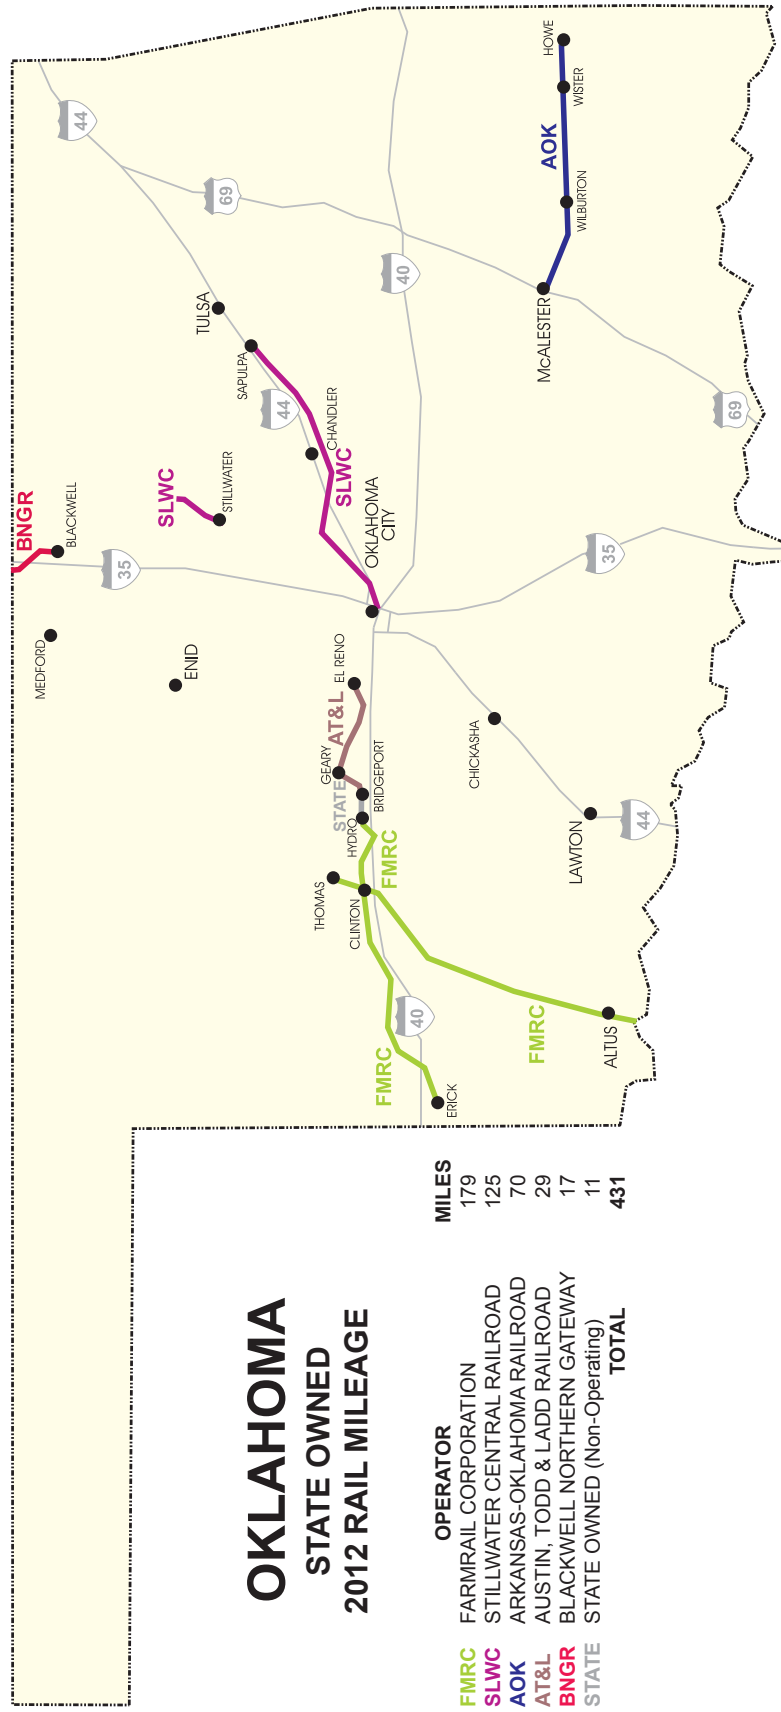 OKLAHOMA
STATE OWNED
2012 RAIL MILEAGE
OPERATOR MILES
FMRC FARMRAIL CORPORATION 179
SLWC STILLWATER CENTRAL RAILROAD 125
AOK ARKANSAS-OKLAHOMA RAILROAD 70
AT&L AUSTIN, TODD & LADD RAILROAD 29
BNGR BLACKWELL NORTHERN GATEWAY 17
STATE STATE OWNED (Non-Operating) 11
TOTAL 431
BNGR
BLACKWELL
MEDFORD
35
44
SLWC
STILLWATER
ENID
69
TULSA
SAPULPA
44
CHANDLER
SLWC
OKLAHOMA
CITY
EL RENO
AT&L
GEARY
STATE
BRIDGEPORT
HYDRO
THOMAS
CLINTON
FMRC
FMRC
40
40
ERICK
CHICKASHA
FMRC
ALTUS
LAWTON
44
35
McALESTER
WILBURTON
AOK
WISTER
HOWE
69